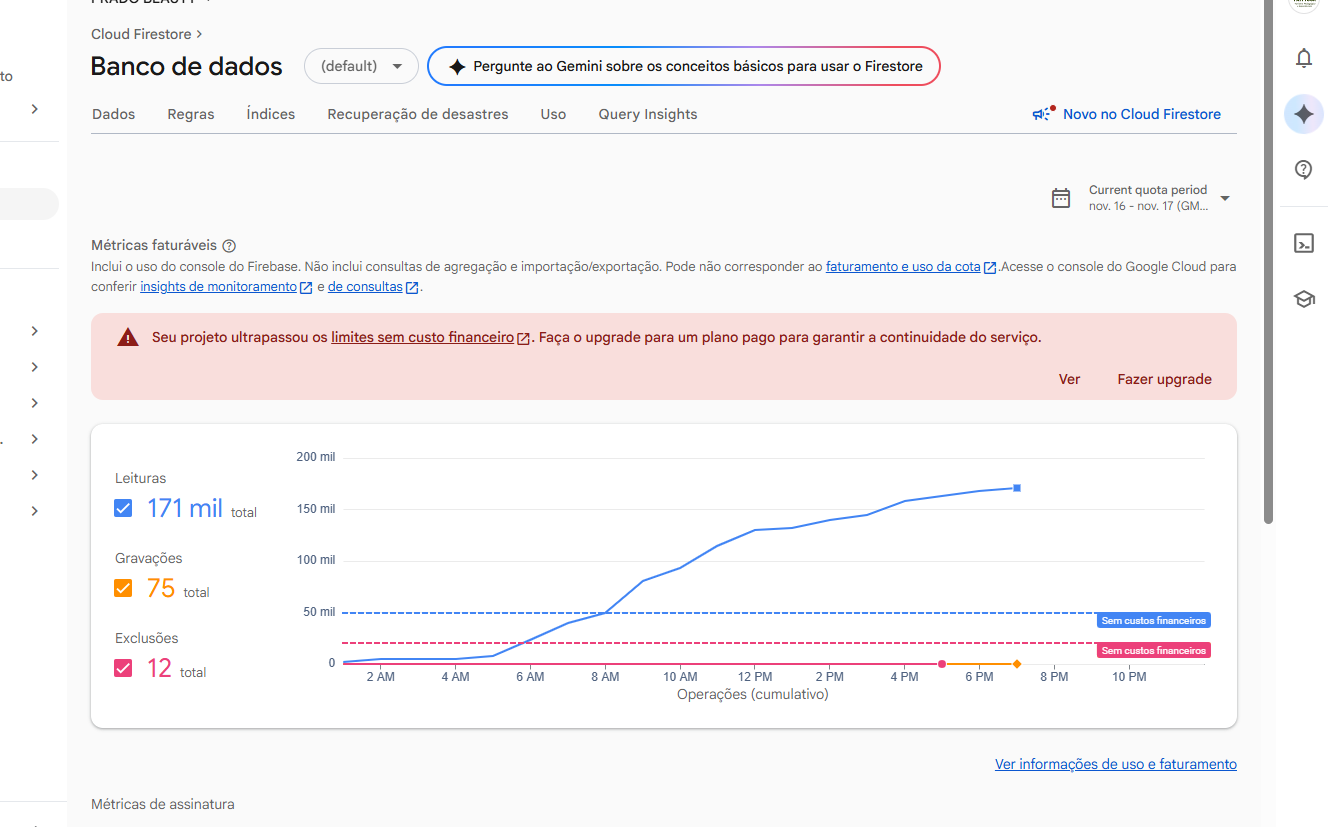 PRADO BEAUTY
Cloud Firestore
to
Banco de dados
(default)
Pergunte ao Gemini sobre os conceitos básicos para usar o Firestore
Dados
Regras
Índices
Recuperação de desastres
Uso
Query Insights
Novo no Cloud Firestore
Current quota period
nov. 16 - nov. 17 (GM...
Métricas faturáveis
Inclui o uso do console do Firebase. Não inclui consultas de agregação e importação/exportação. Pode não corresponder ao faturamento e uso da cota .Acesse o console do Google Cloud para
conferir insights de monitoramento e de consultas .
Seu projeto ultrapassou os limites sem custo financeiro . Faça o upgrade para um plano pago para garantir a continuidade do serviço.
Ver
Fazer upgrade
Leituras
171 mil total
Gravações
75 total
Exclusões
12 total
200 mil
150 mil
100 mil
50 mil
0
Sem custos financeiros
Sem custos financeiros
2 AM
4 AM
6 AM
8 AM
10 AM
12 PM
2 PM
4 PM
6 PM
8 PM
10 PM
Operações (cumulativo)
Ver informações de uso e faturamento
Métricas de assinatura